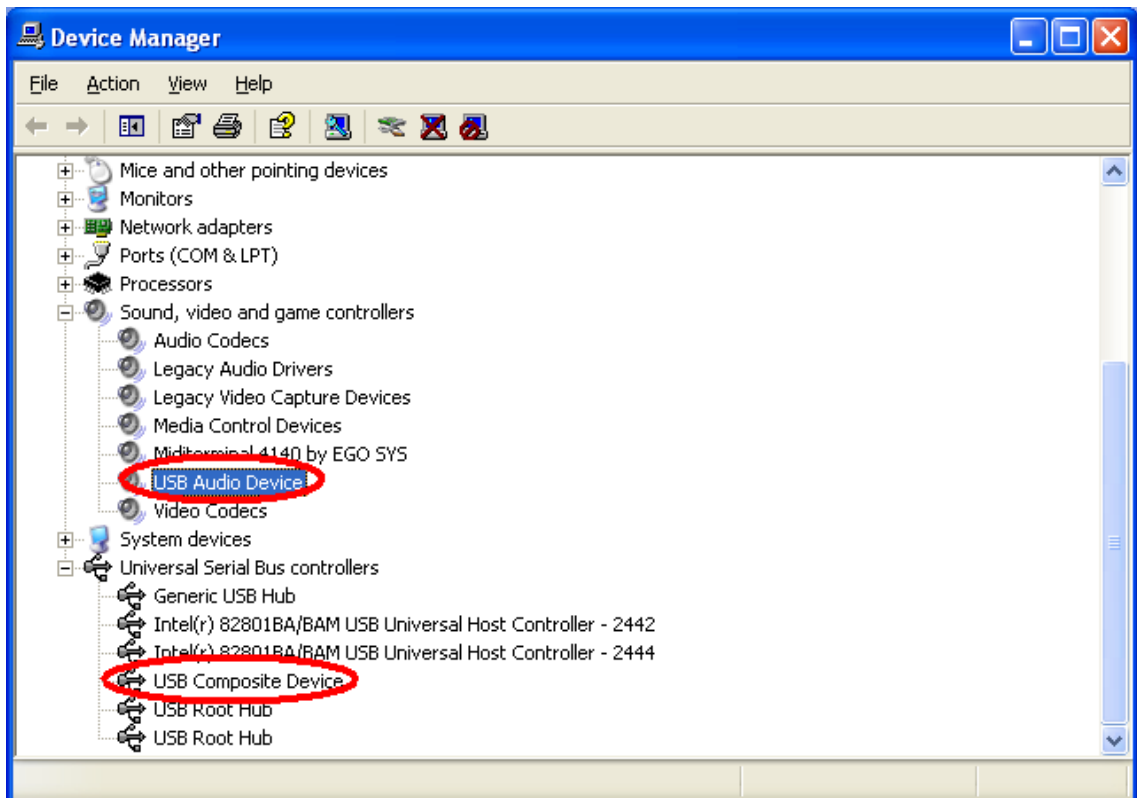 Device Manager
File Action View Help
Mice and other pointing devices
Monitors
Network adapters
Ports (COM & LPT)
Processors
Sound, video and game controllers
Audio Codecs
Legacy Audio Drivers
Legacy Video Capture Devices
Media Control Devices
Miditerminal 4140 by EGO SYS
USB Audio Device
Video Codecs
System devices
Universal Serial Bus controllers
Generic USB Hub
Intel(r) 82801BA/BAM USB Universal Host Controller - 2442
Intel(r) 82801BA/BAM USB Universal Host Controller - 2444
USB Composite Device
USB Root Hub
USB Root Hub